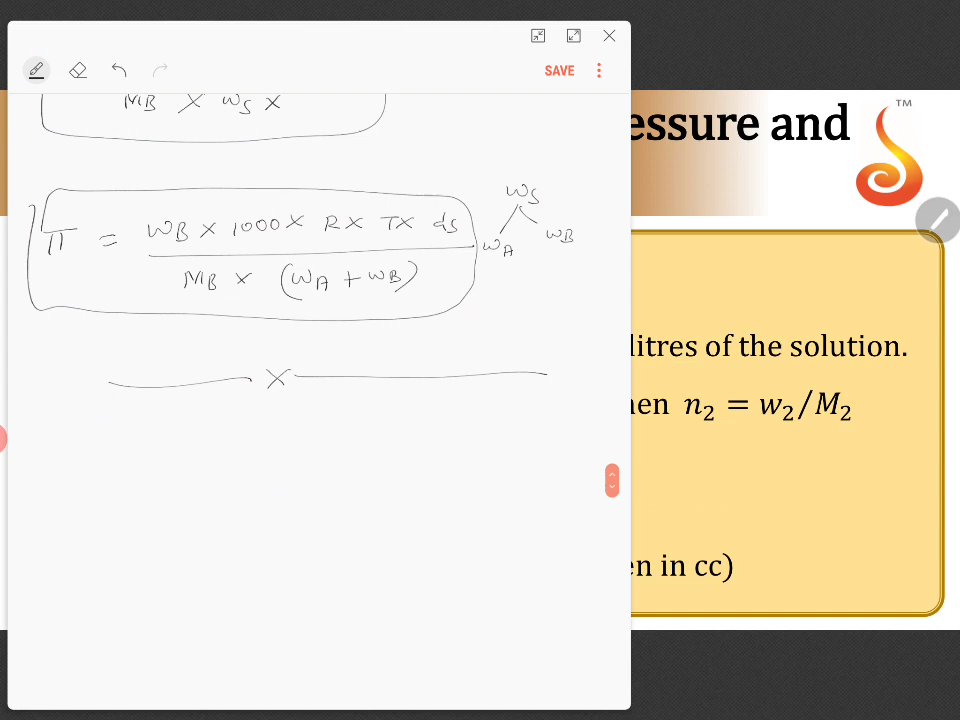 SAVE
MB × WS ×
essure and
TM
π = WB × 1000 × R × T × ds
MB × (WA + WB)
WS
WA WB
litres of the solution.
hen n₂ = w₂/M₂
×
en in cc)